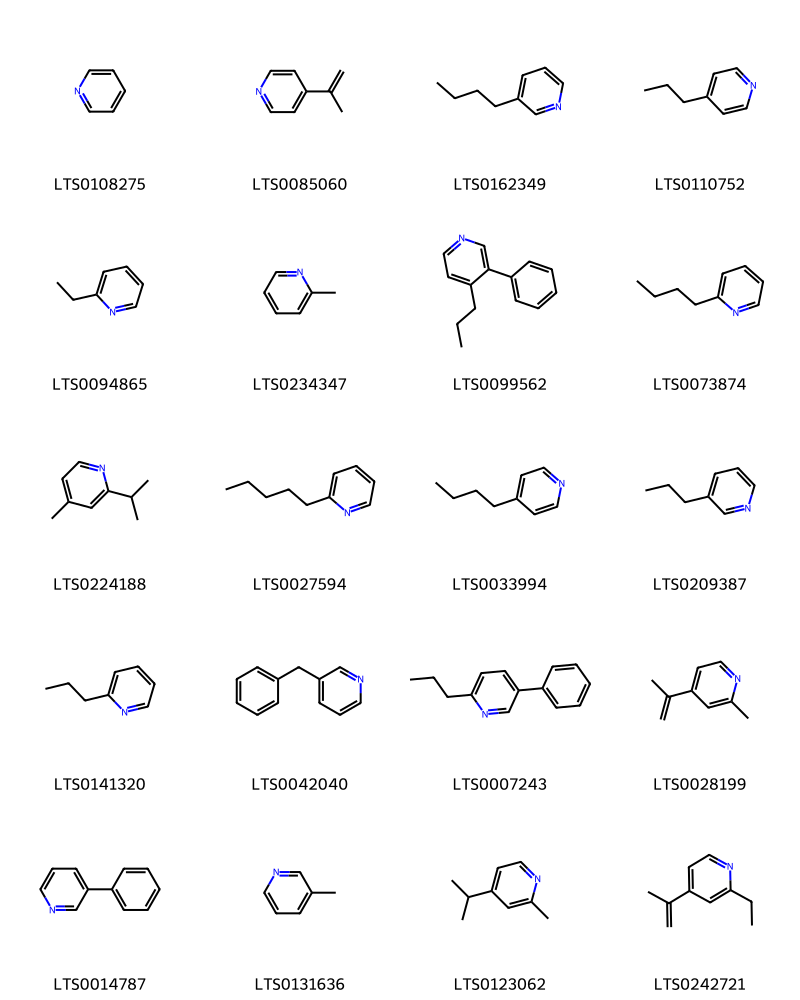 N N N N
LTS0108275 LTS0085060 LTS0162349 LTS0110752
N N N N
LTS0094865 LTS0234347 LTS0099562 LTS0073874
N N N N
LTS0224188 LTS0027594 LTS0033994 LTS0209387
N N N N
LTS0141320 LTS0042040 LTS0007243 LTS0028199
N N N N
LTS0014787 LTS0131636 LTS0123062 LTS0242721